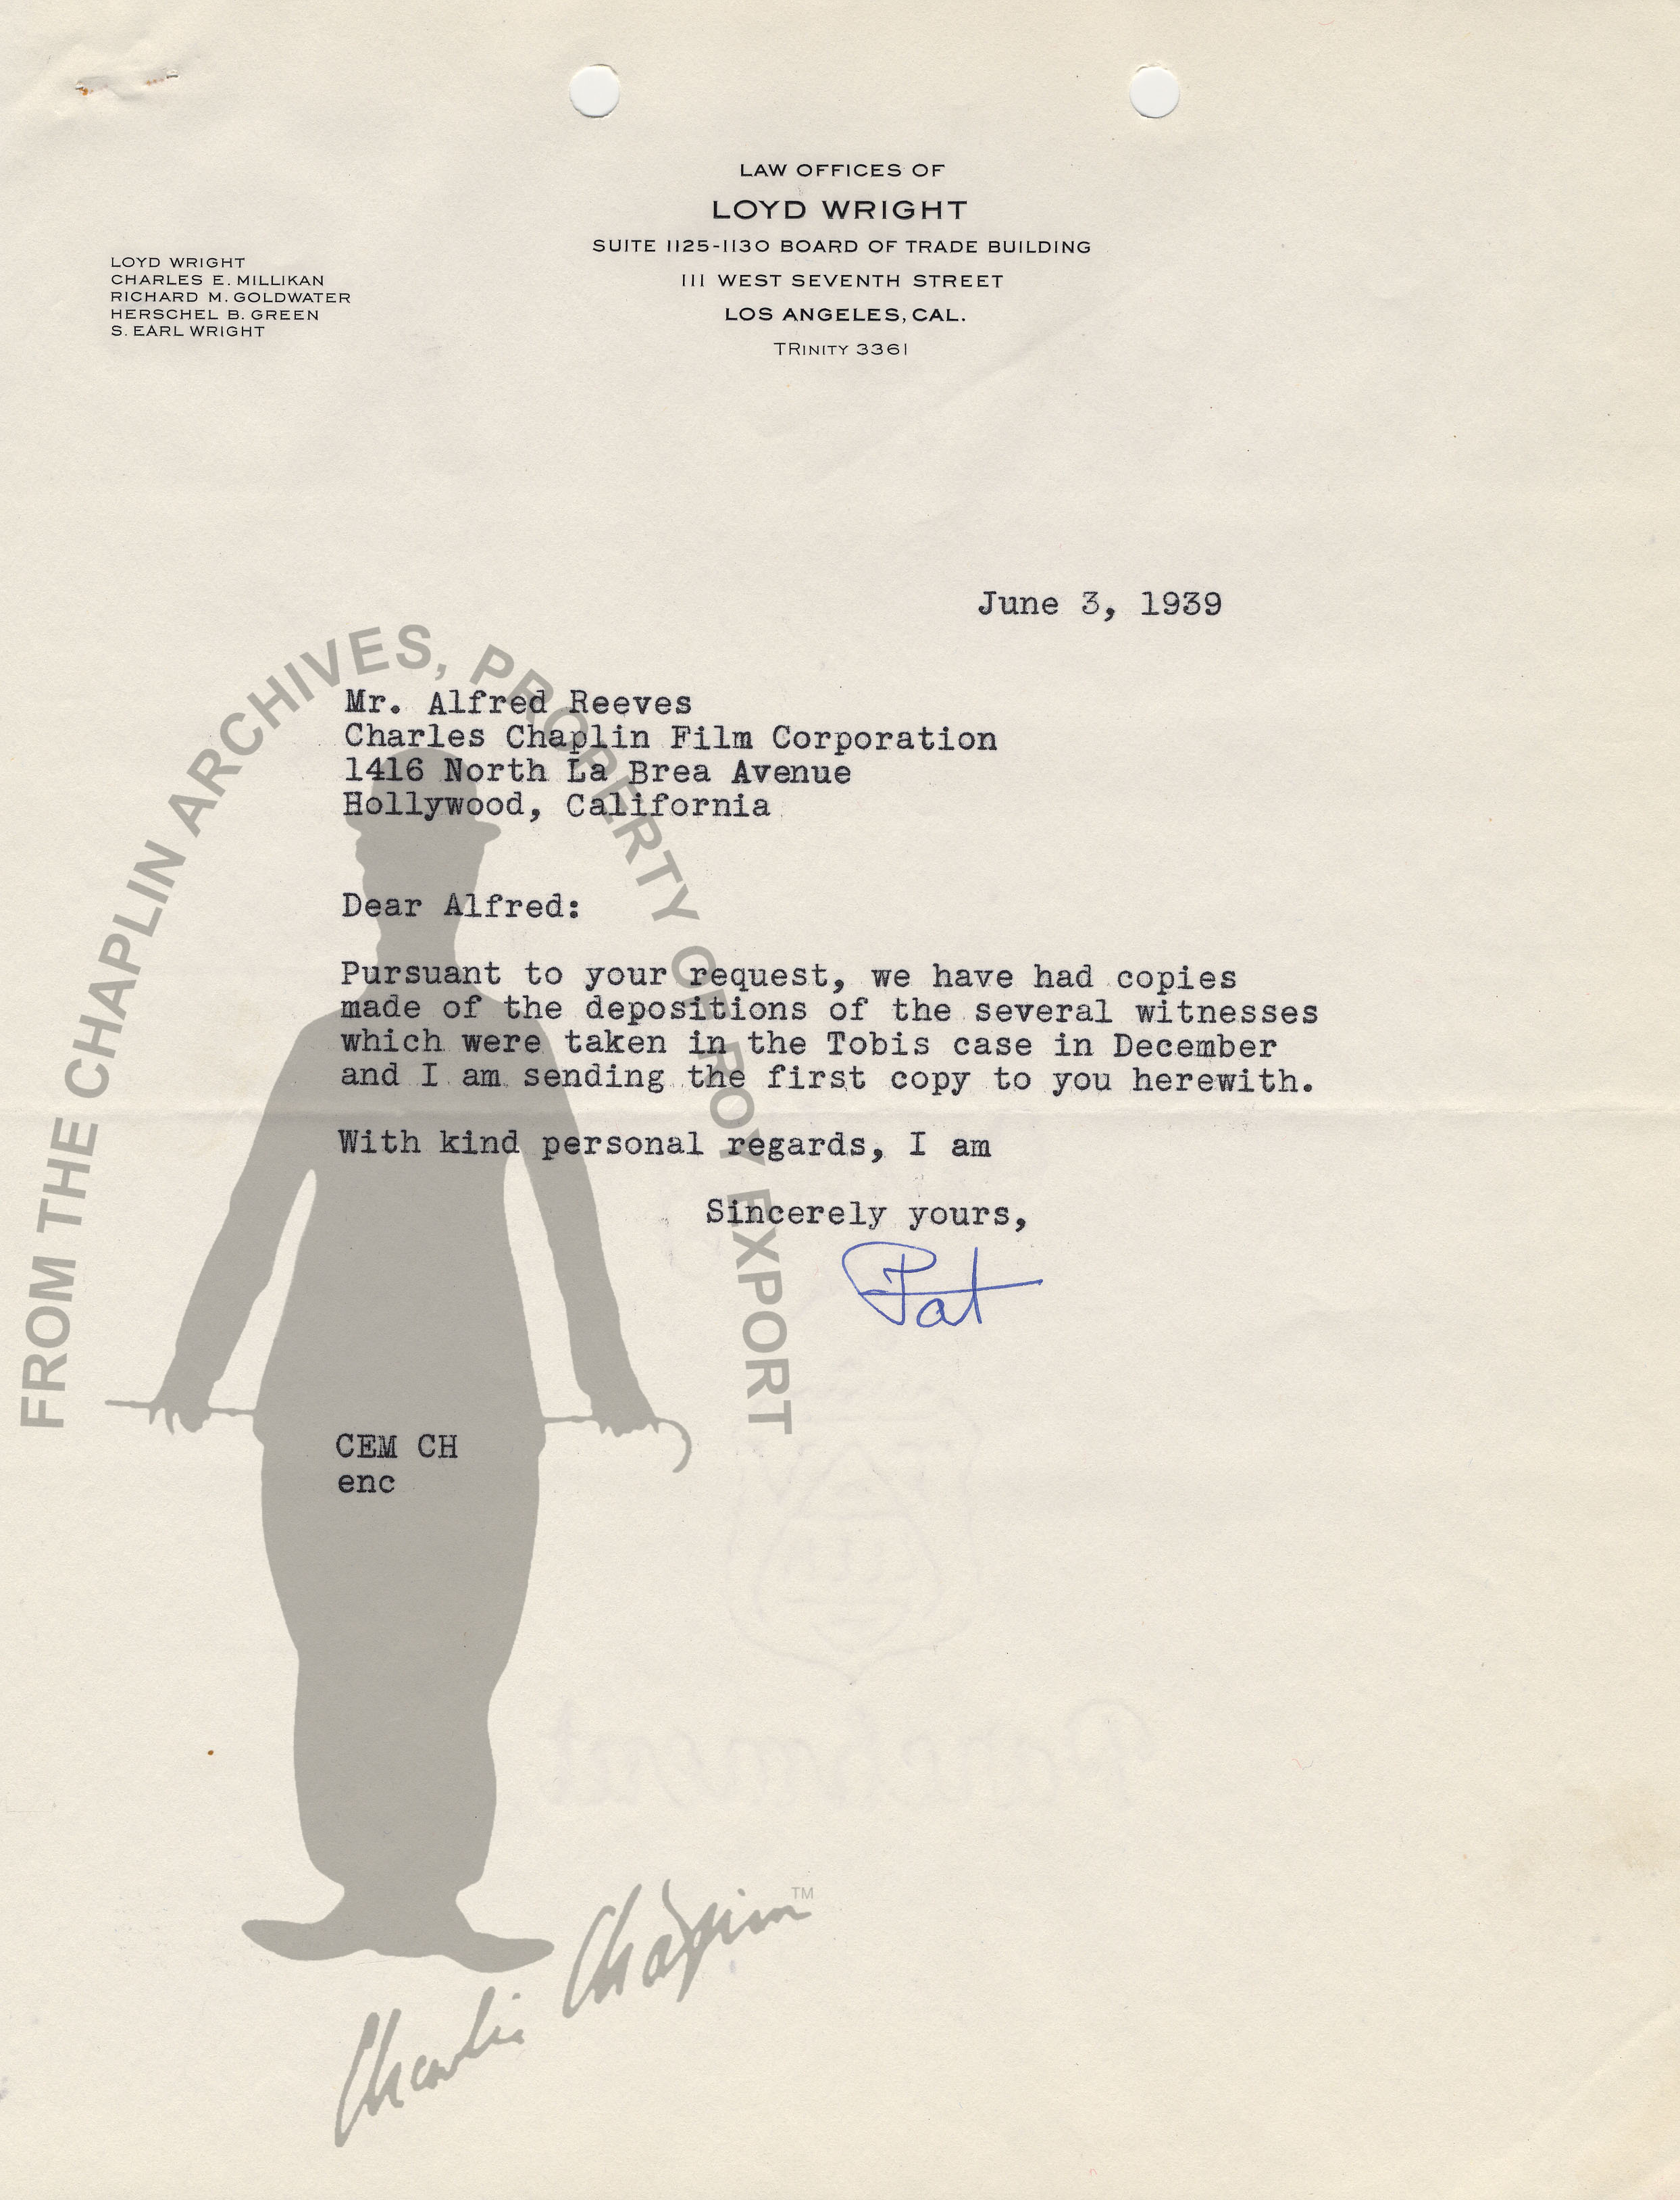 LAW OFFICES OF
LOYD WRIGHT
SUITE 1125-1130 BOARD OF TRADE BUILDING
111 WEST SEVENTH STREET
LOS ANGELES, CAL.
TRINITY 3361
LOYD WRIGHT
CHARLES E. MILLIKAN
RICHARD M. GOLDWATER
HERSCHEL B. GREEN
S. EARL WRIGHT
June 3, 1939
Mr. Alfred Reeves
Charles Chaplin Film Corporation
1416 North La Brea Avenue
Hollywood, California
Dear Alfred:
Pursuant to your request, we have had copies
made of the depositions of the several witnesses
which were taken in the Tobis case in December
and I am sending the first copy to you herewith.
With kind personal regards, I am
Sincerely yours,
Pat
CEM CH
enc
FROM THE CHAPLIN ARCHIVES, PROPERTY OF ROY EXPORT
Charlie Chaplin TM